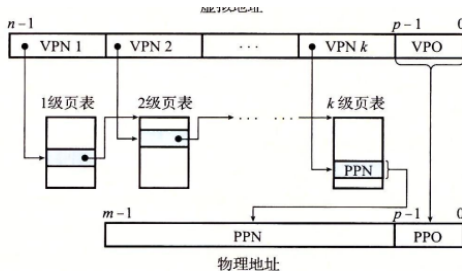 n-1 p-1 0
VPN 1 VPN 2 ... VPN k VPO
1级页表 2级页表 k 级页表
... ...
PPN
m-1 p-1 0
PPN PPO
物理地址